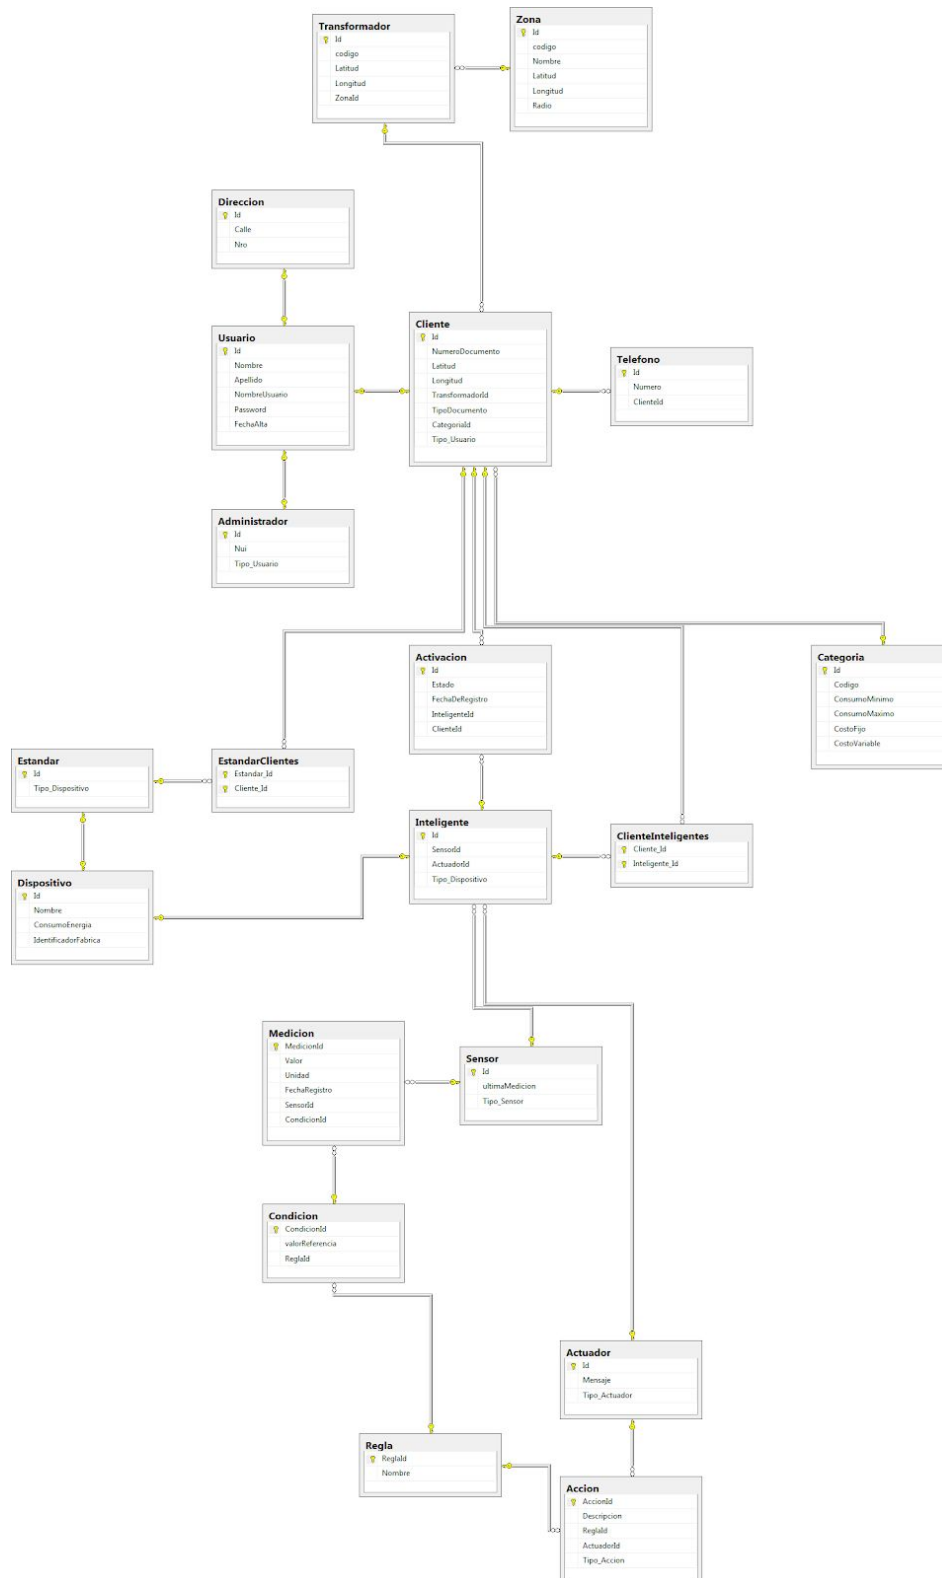 Transformador
Id
codigo
Latitud
Longitud
ZonaId
Zona
Id
codigo
Nombre
Latitud
Longitud
Radio
Direccion
Id
Calle
Nro
Usuario
Id
Nombre
Apellido
NombreUsuario
Password
FechaAlta
Cliente
Id
NumeroDocumento
Latitud
Longitud
TransformadorId
TipoDocumento
CategoriaId
Tipo_Usuario
Telefono
Id
Numero
ClienteId
Administrador
Id
Nui
Tipo_Usuario
Activacion
Id
Estado
FechaDeRegistro
InteligenteId
ClienteId
Categoria
Id
Codigo
ConsumoMinimo
ConsumoMaximo
CostoFijo
CostoVariable
Estandar
Id
Tipo_Dispositivo
EstandarClientes
Estandar_Id
Cliente_Id
Inteligente
Id
SensorId
ActuadorId
Tipo_Dispositivo
ClienteInteligentes
Cliente_Id
Inteligente_Id
Dispositivo
Id
Nombre
ConsumoEnergia
IdentificadorFabrica
Medicion
MedicionId
Valor
Unidad
FechaRegistro
SensorId
CondicionId
Sensor
Id
ultimaMedicion
Tipo_Sensor
Condicion
CondicionId
valorReferencia
ReglaId
Actuador
Id
Mensaje
Tipo_Actuador
Regla
ReglaId
Nombre
Accion
AccionId
Descripcion
ReglaId
ActuadorId
Tipo_Accion